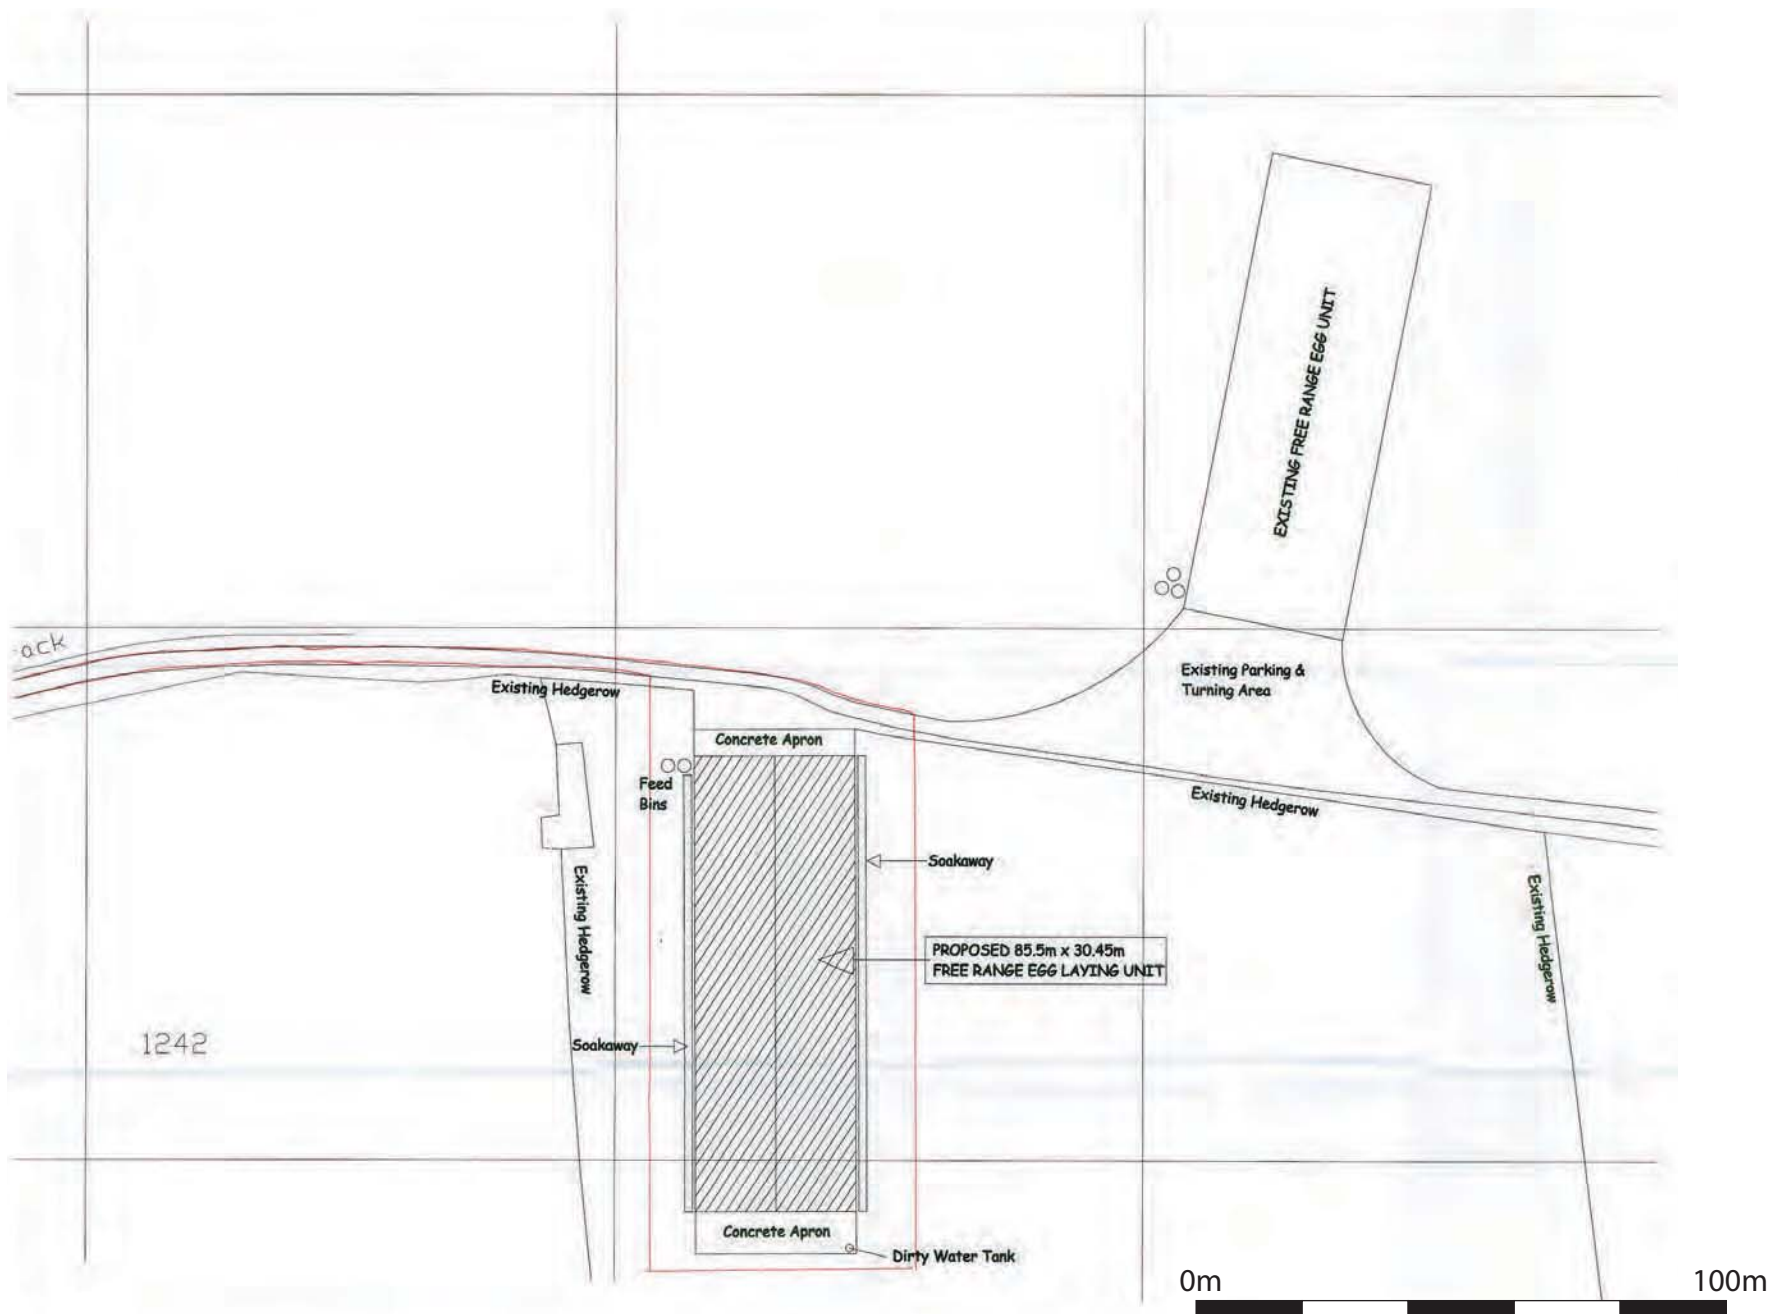 EXISTING FREE RANGE EGG UNIT
Existing Parking &
Turning Area
Existing Hedgerow
Concrete Apron
Feed
Bins
Existing Hedgerow
Soakaway
Existing Hedgerow
Existing Hedgerow
PROPOSED 85.5m x 30.45m
FREE RANGE EGG LAYING UNIT
1242
Soakaway
Concrete Apron
Dirty Water Tank
0m
100m